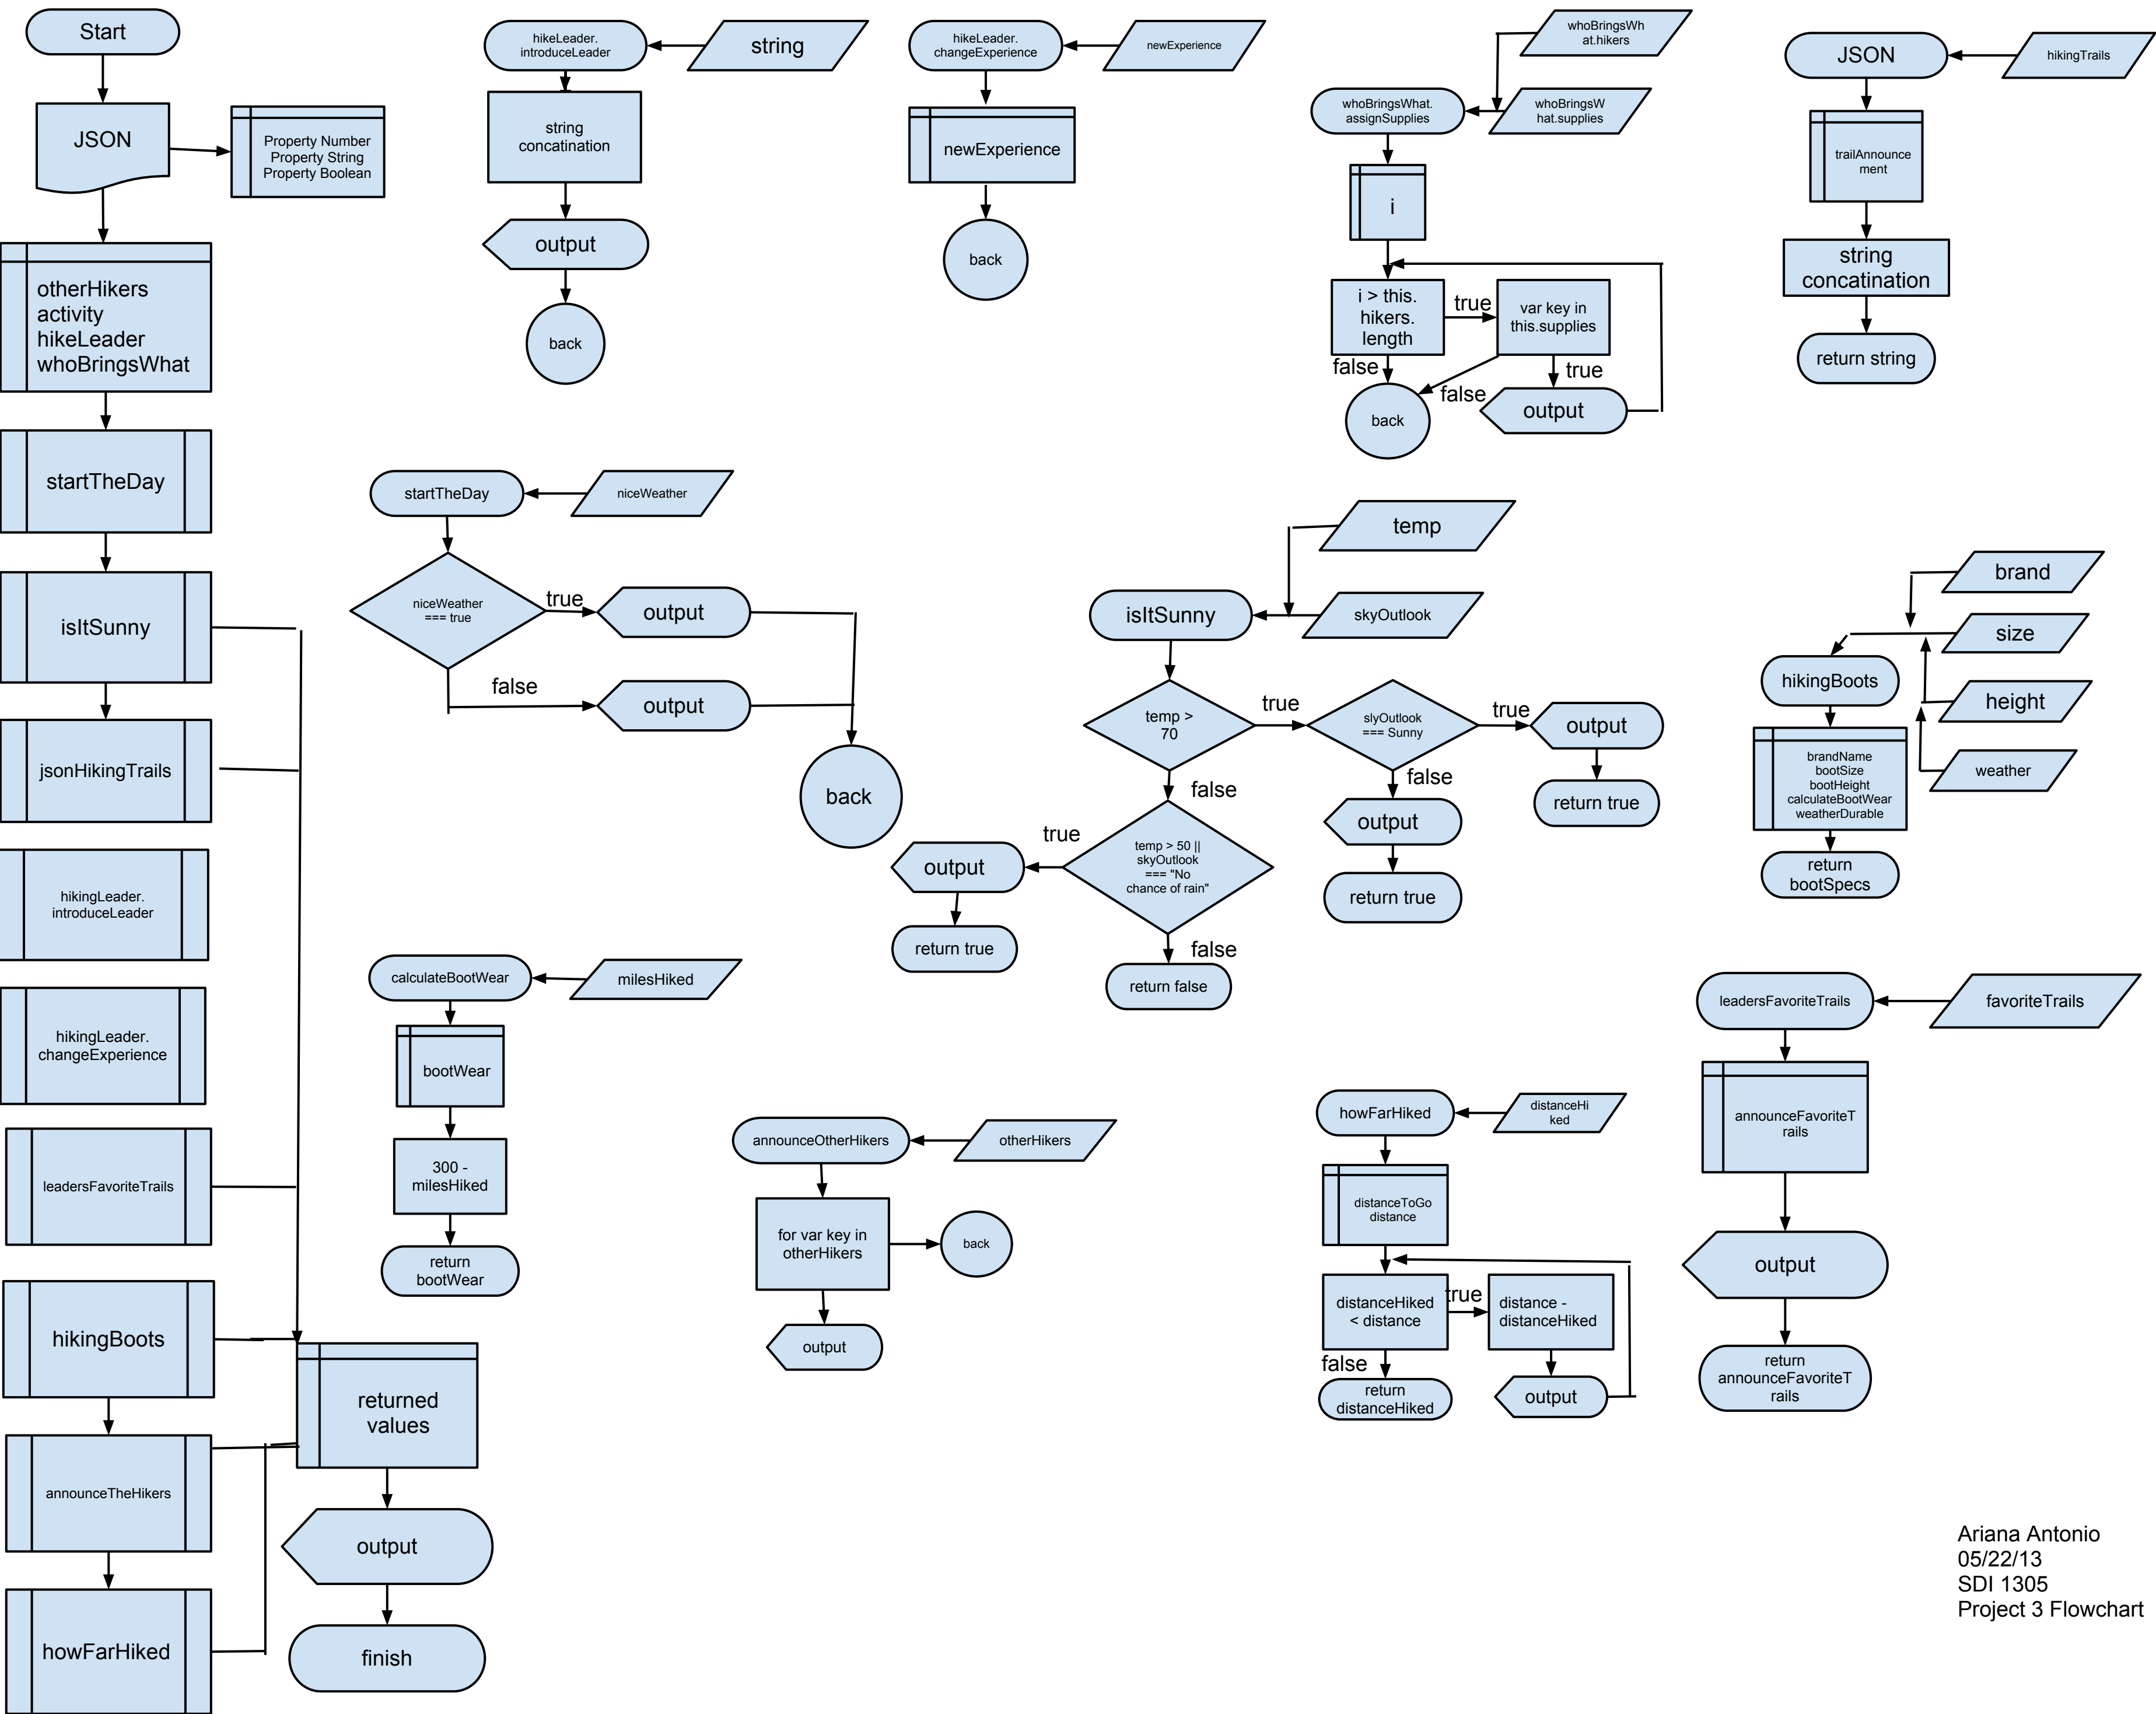 Start
JSON
Property Number
Property String
Property Boolean
otherHikers
activity
hikeLeader
whoBringsWhat
startTheDay
isItSunny
jsonHikingTrails
hikingLeader.
introduceLeader
hikingLeader.
changeExperience
leadersFavoriteTrails
hikingBoots
announceTheHikers
howFarHiked
returned
values
output
finish
hikeLeader.
introduceLeader
string
string
concatination
output
back
hikeLeader.
changeExperience
newExperience
newExperience
back
whoBringsWh
at.hikers
whoBringsWhat.
assignSupplies
whoBringsW
hat.supplies
i
i > this.
hikers.
length
true
var key in
this.supplies
false
true
false
output
back
JSON
hikingTrails
trailAnnounce
ment
string
concatination
return string
startTheDay
niceWeather
niceWeather
=== true
true
output
false
output
back
temp
isItSunny
skyOutlook
temp >
70
true
slyOutlook
=== Sunny
true
output
return true
false
output
return true
false
temp > 50 ||
skyOutlook
=== "No
chance of rain"
true
output
return true
false
return false
brand
size
hikingBoots
height
weather
brandName
bootSize
bootHeight
calculateBootWear
weatherDurable
return
bootSpecs
calculateBootWear
milesHiked
bootWear
300 -
milesHiked
return
bootWear
announceOtherHikers
otherHikers
for var key in
otherHikers
back
output
howFarHiked
distanceHi
ked
distanceToGo
distance
distanceHiked
< distance
true
distance -
distanceHiked
false
return
distanceHiked
output
leadersFavoriteTrails
favoriteTrails
announceFavoriteT
rails
output
return
announceFavoriteT
rails
Ariana Antonio
05/22/13
SDI 1305
Project 3 Flowchart